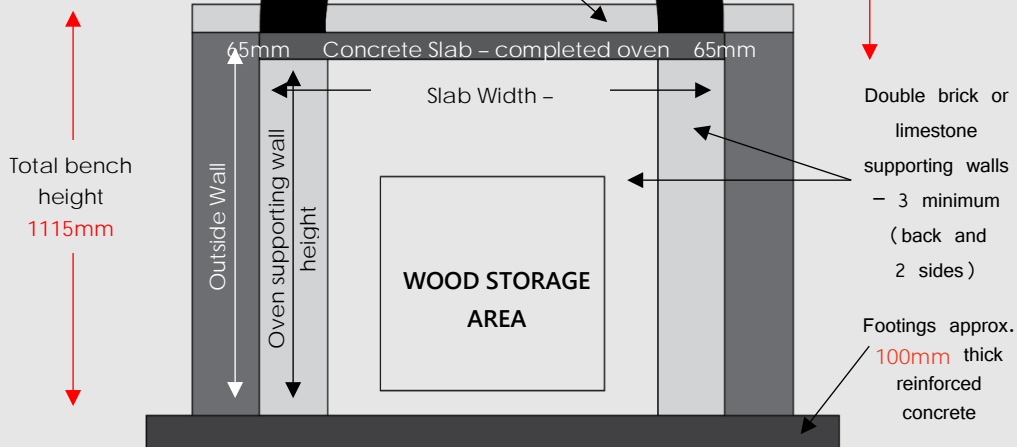 65mm Concrete Slab – completed oven 65mm
Slab Width –
Total bench
height
1115mm
Outside Wall
Oven supporting wall
height
WOOD STORAGE
AREA
Double brick or
limestone
supporting walls
– 3 minimum
(back and
2 sides)
Footings approx.
100mm thick
reinforced
concrete